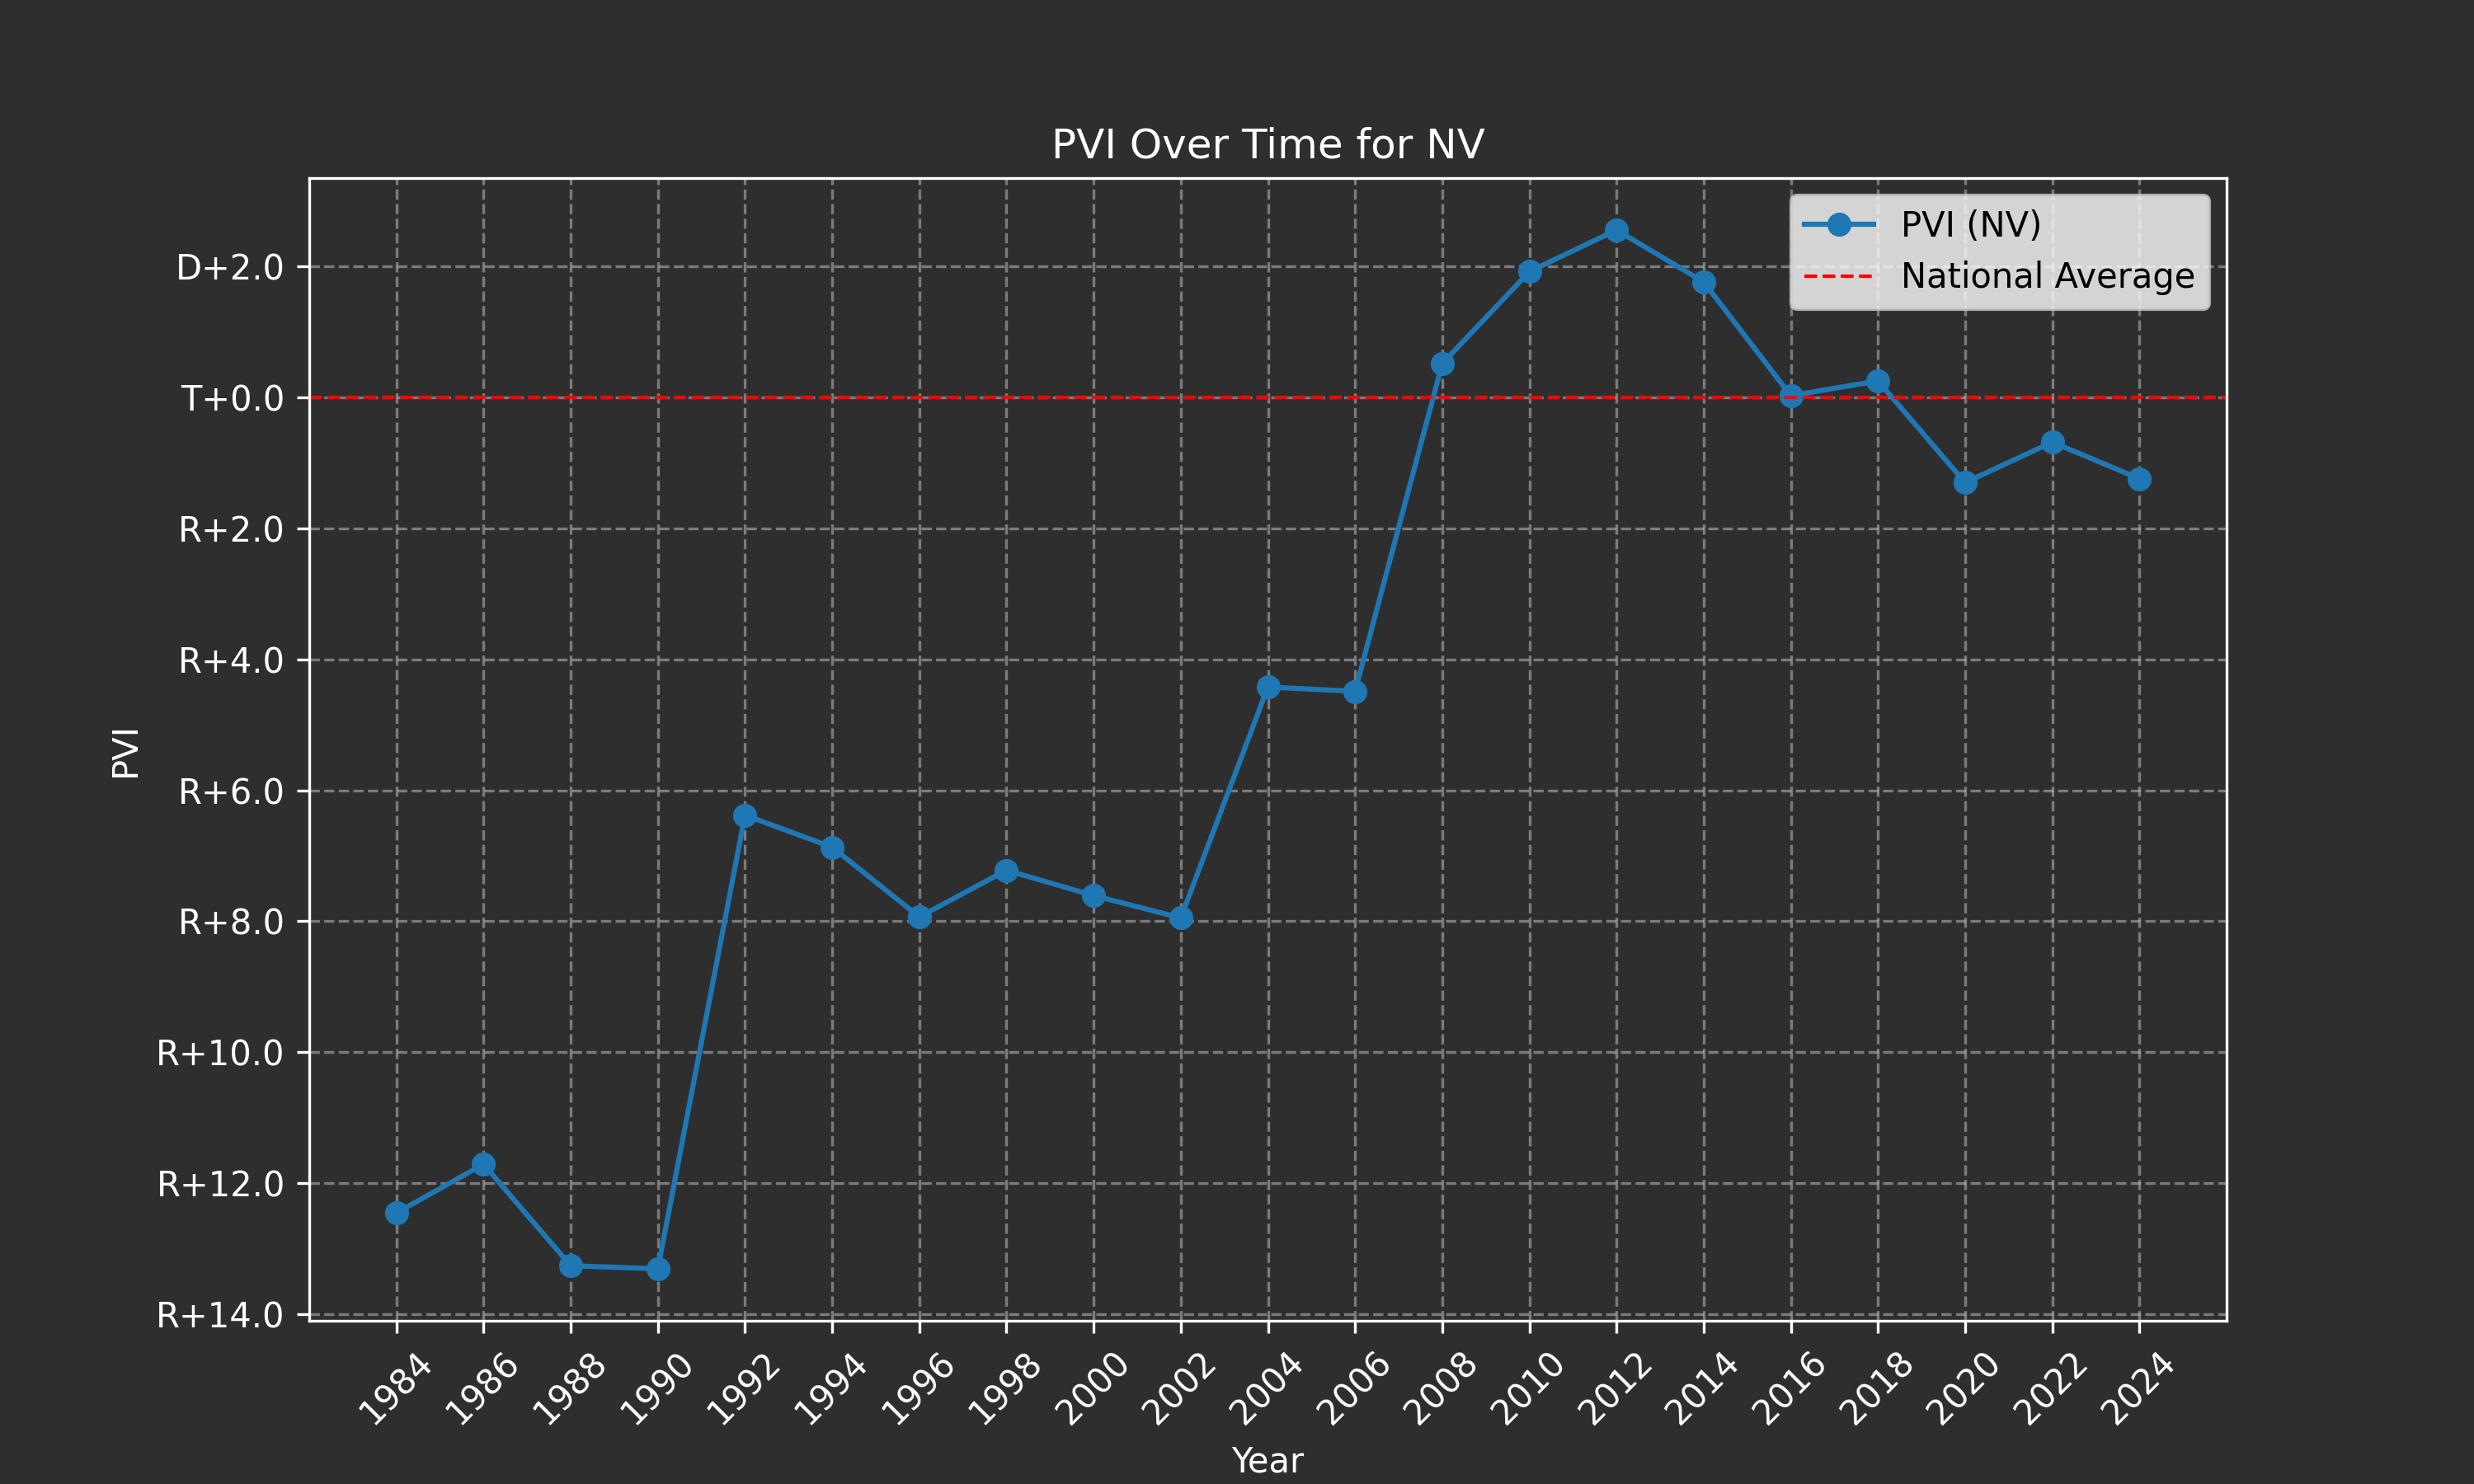 PVI Over Time for NV
PVI (NV)
National Average
D+2.0
T+0.0
R+2.0
R+4.0
R+6.0
R+8.0
R+10.0
R+12.0
R+14.0
PVI
1984
1986
1988
1990
1992
1994
1996
1998
2000
2002
2004
2006
2008
2010
2012
2014
2016
2018
2020
2022
2024
Year